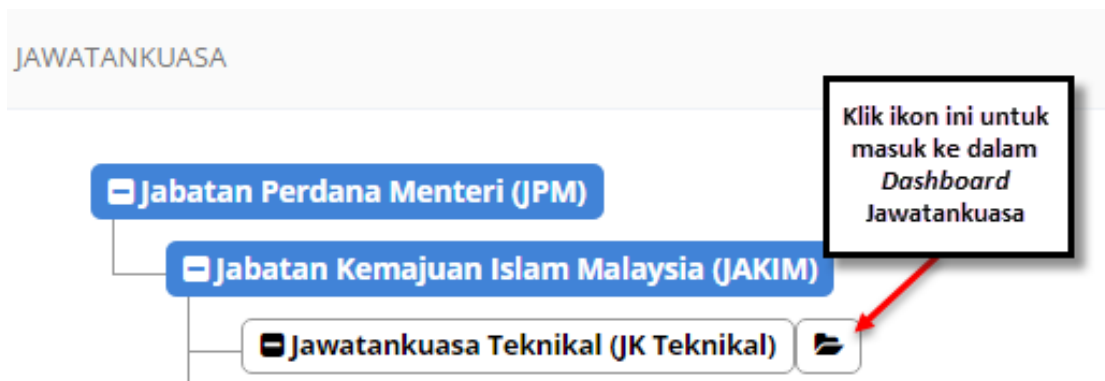 JAWATANKUASA
Klik ikon ini untuk
masuk ke dalam
Dashboard
Jawatankuasa
Jabatan Perdana Menteri (JPM)
Jabatan Kemajuan Islam Malaysia (JAKIM)
Jawatankuasa Teknikal (JK Teknikal)